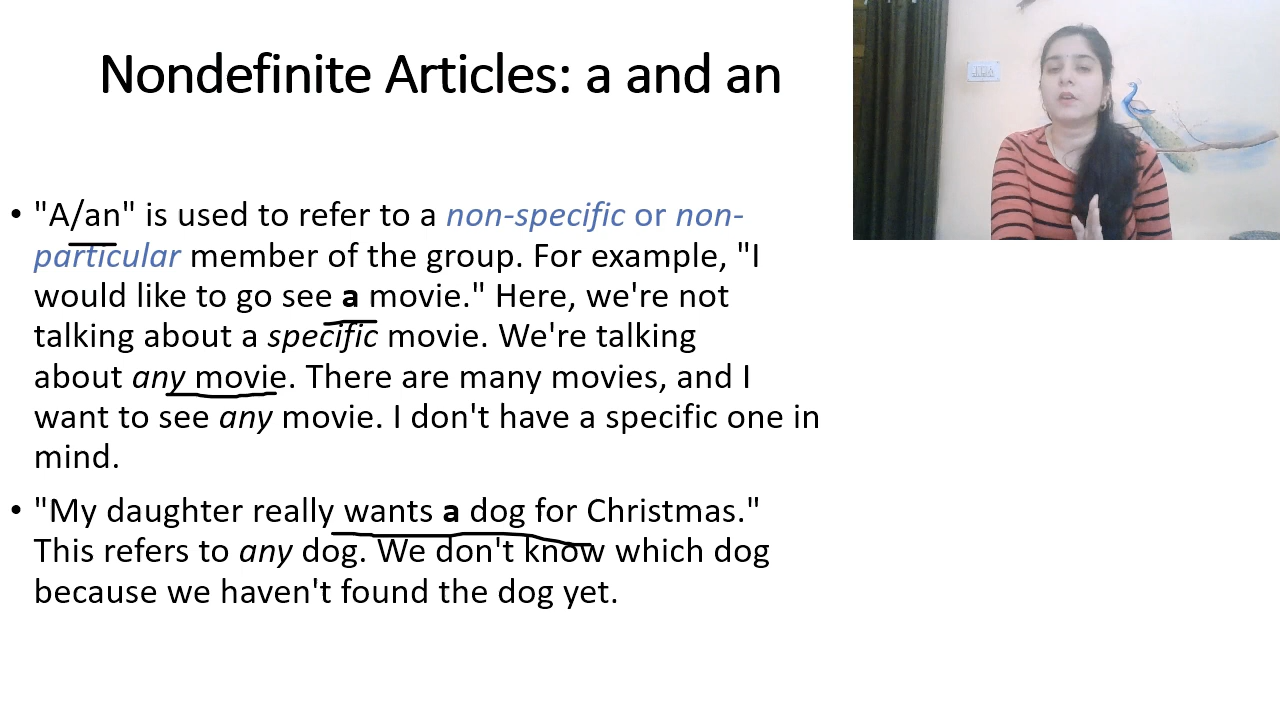 Nondefinite Articles: a and an
• "A/an" is used to refer to a non-specific or non-
particular member of the group. For example, "I
would like to go see a movie." Here, we're not
talking about a specific movie. We're talking
about any movie. There are many movies, and I
want to see any movie. I don't have a specific one in
mind.
• "My daughter really wants a dog for Christmas."
This refers to any dog. We don't know which dog
because we haven't found the dog yet.